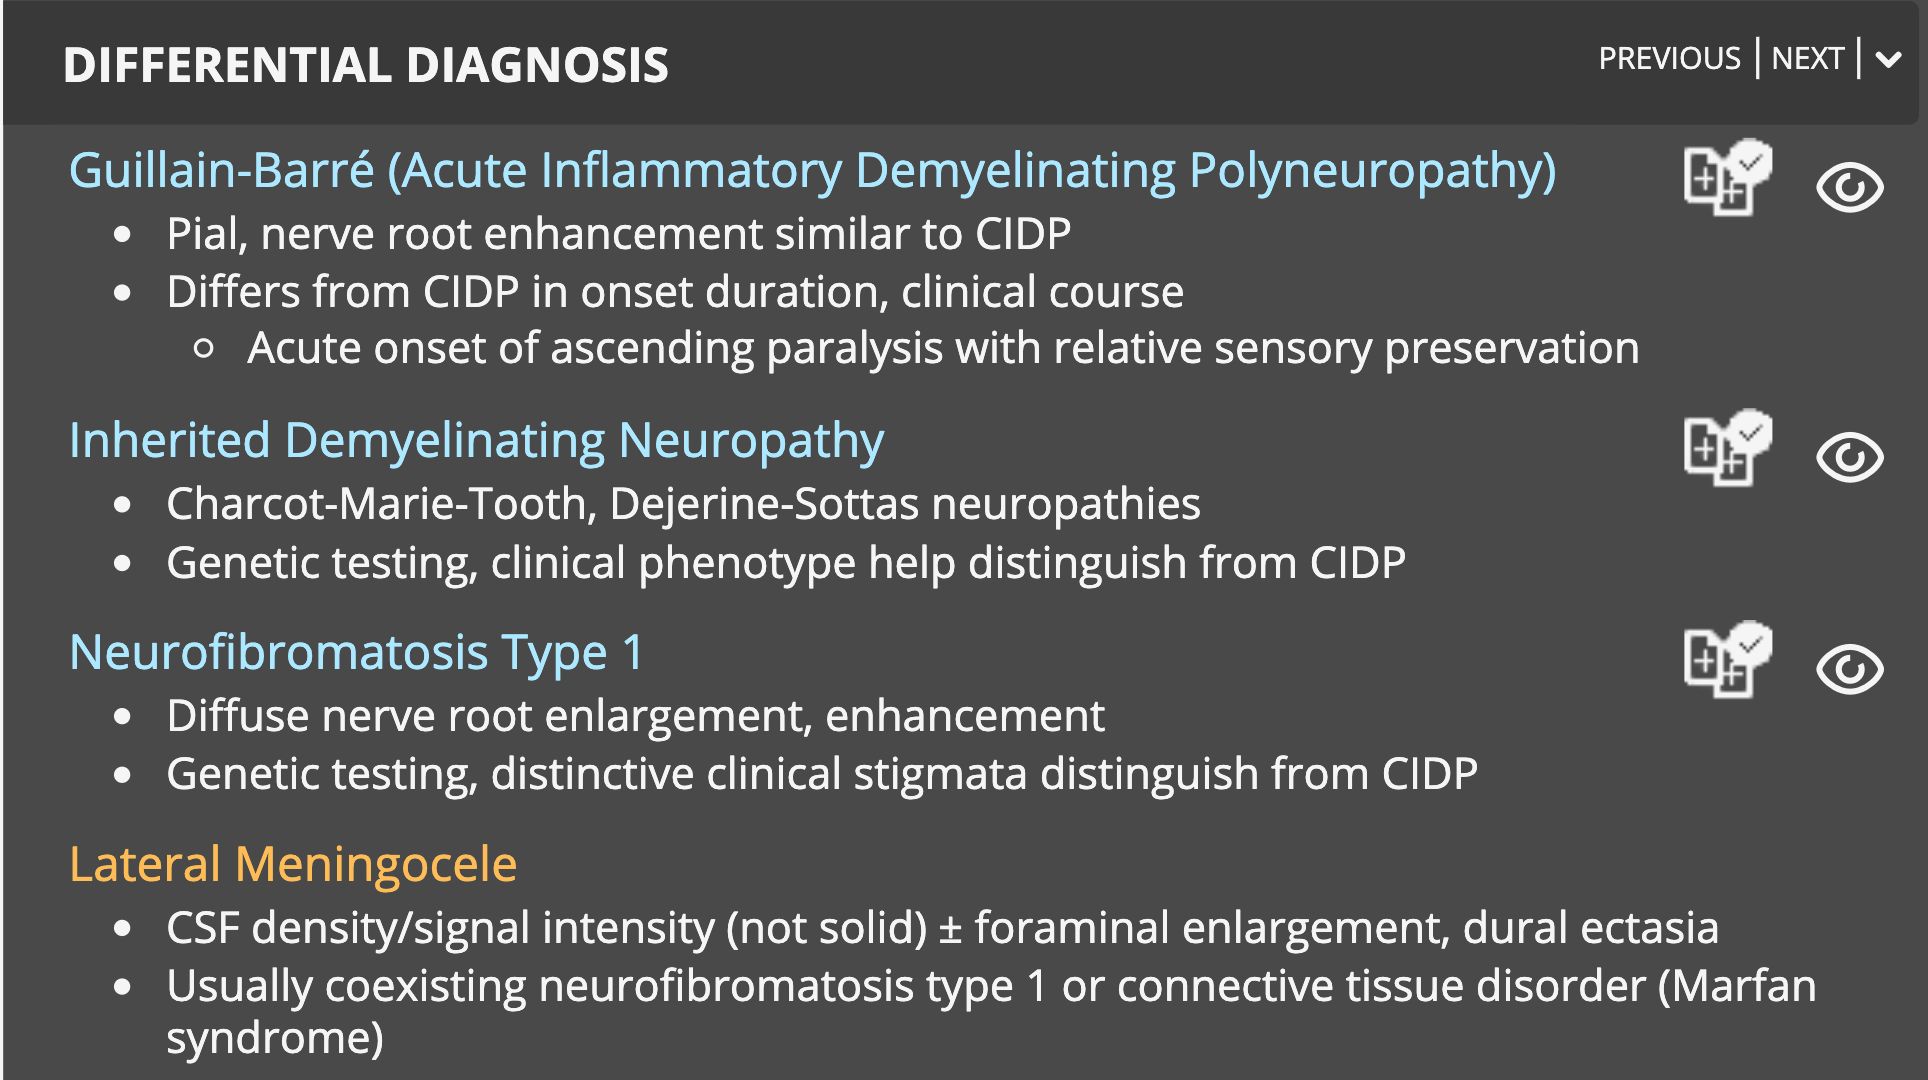 DIFFERENTIAL DIAGNOSIS
PREVIOUS | NEXT |
Guillain-Barré (Acute Inflammatory Demyelinating Polyneuropathy)
• Pial, nerve root enhancement similar to CIDP
• Differs from CIDP in onset duration, clinical course
○ Acute onset of ascending paralysis with relative sensory preservation
Inherited Demyelinating Neuropathy
• Charcot-Marie-Tooth, Dejerine-Sottas neuropathies
• Genetic testing, clinical phenotype help distinguish from CIDP
Neurofibromatosis Type 1
• Diffuse nerve root enlargement, enhancement
• Genetic testing, distinctive clinical stigmata distinguish from CIDP
Lateral Meningocele
• CSF density/signal intensity (not solid) ± foraminal enlargement, dural ectasia
• Usually coexisting neurofibromatosis type 1 or connective tissue disorder (Marfan
syndrome)